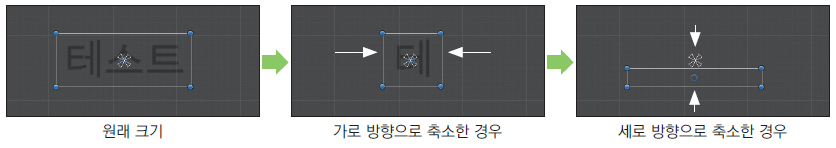 테스트
테
원래 크기
가로 방향으로 축소한 경우
세로 방향으로 축소한 경우